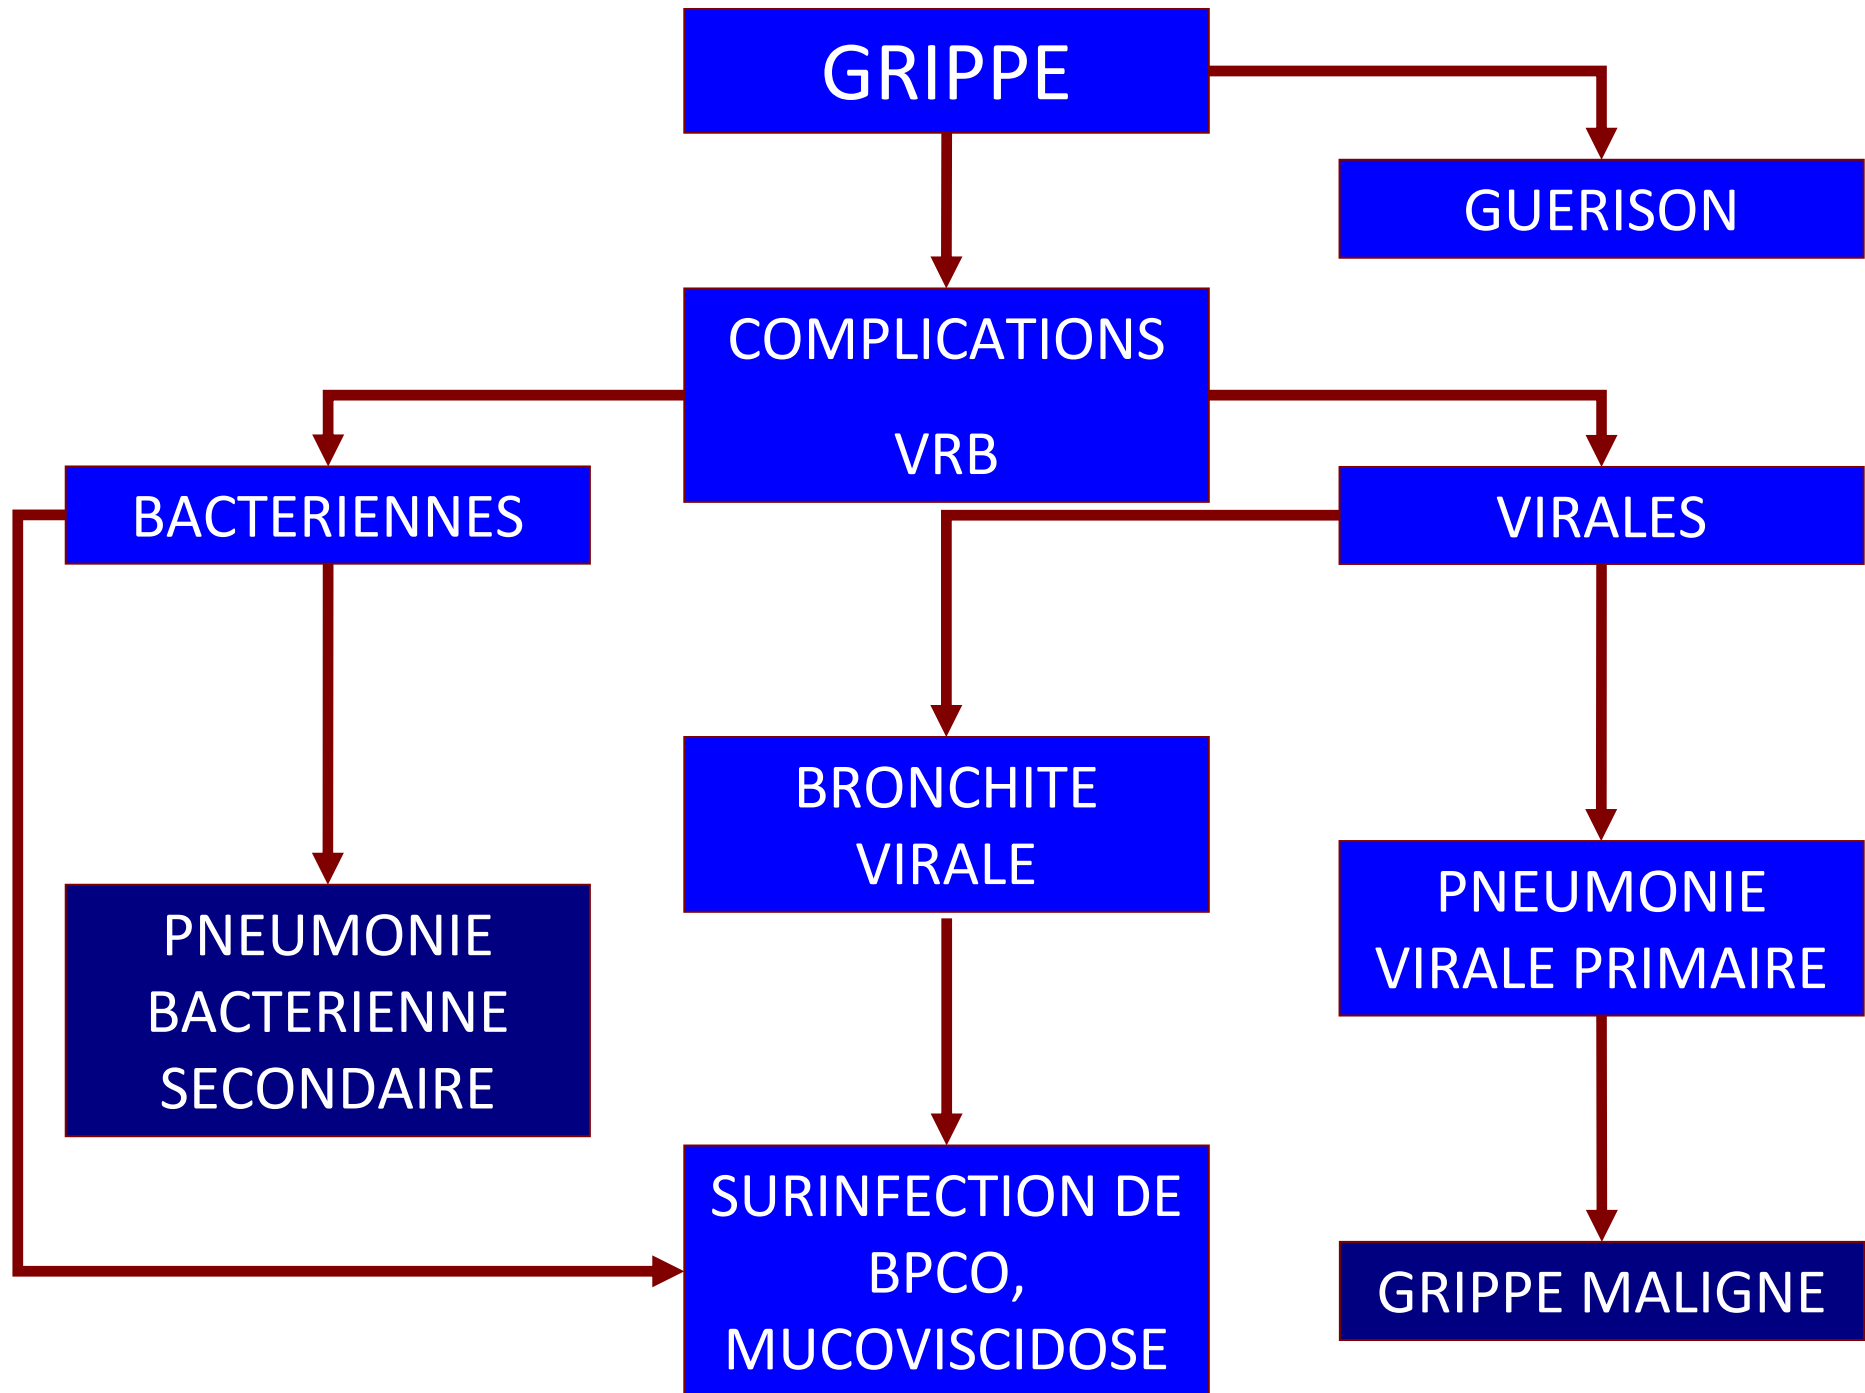 GRIPPE
GUERISON
COMPLICATIONS
VRB
BACTERIENNES
VIRALES
BRONCHITE
VIRALE
PNEUMONIE
VIRALE PRIMAIRE
PNEUMONIE
BACTERIENNE
SECONDAIRE
SURINFECTION DE
BPCO,
MUCOVISCIDOSE
GRIPPE MALIGNE